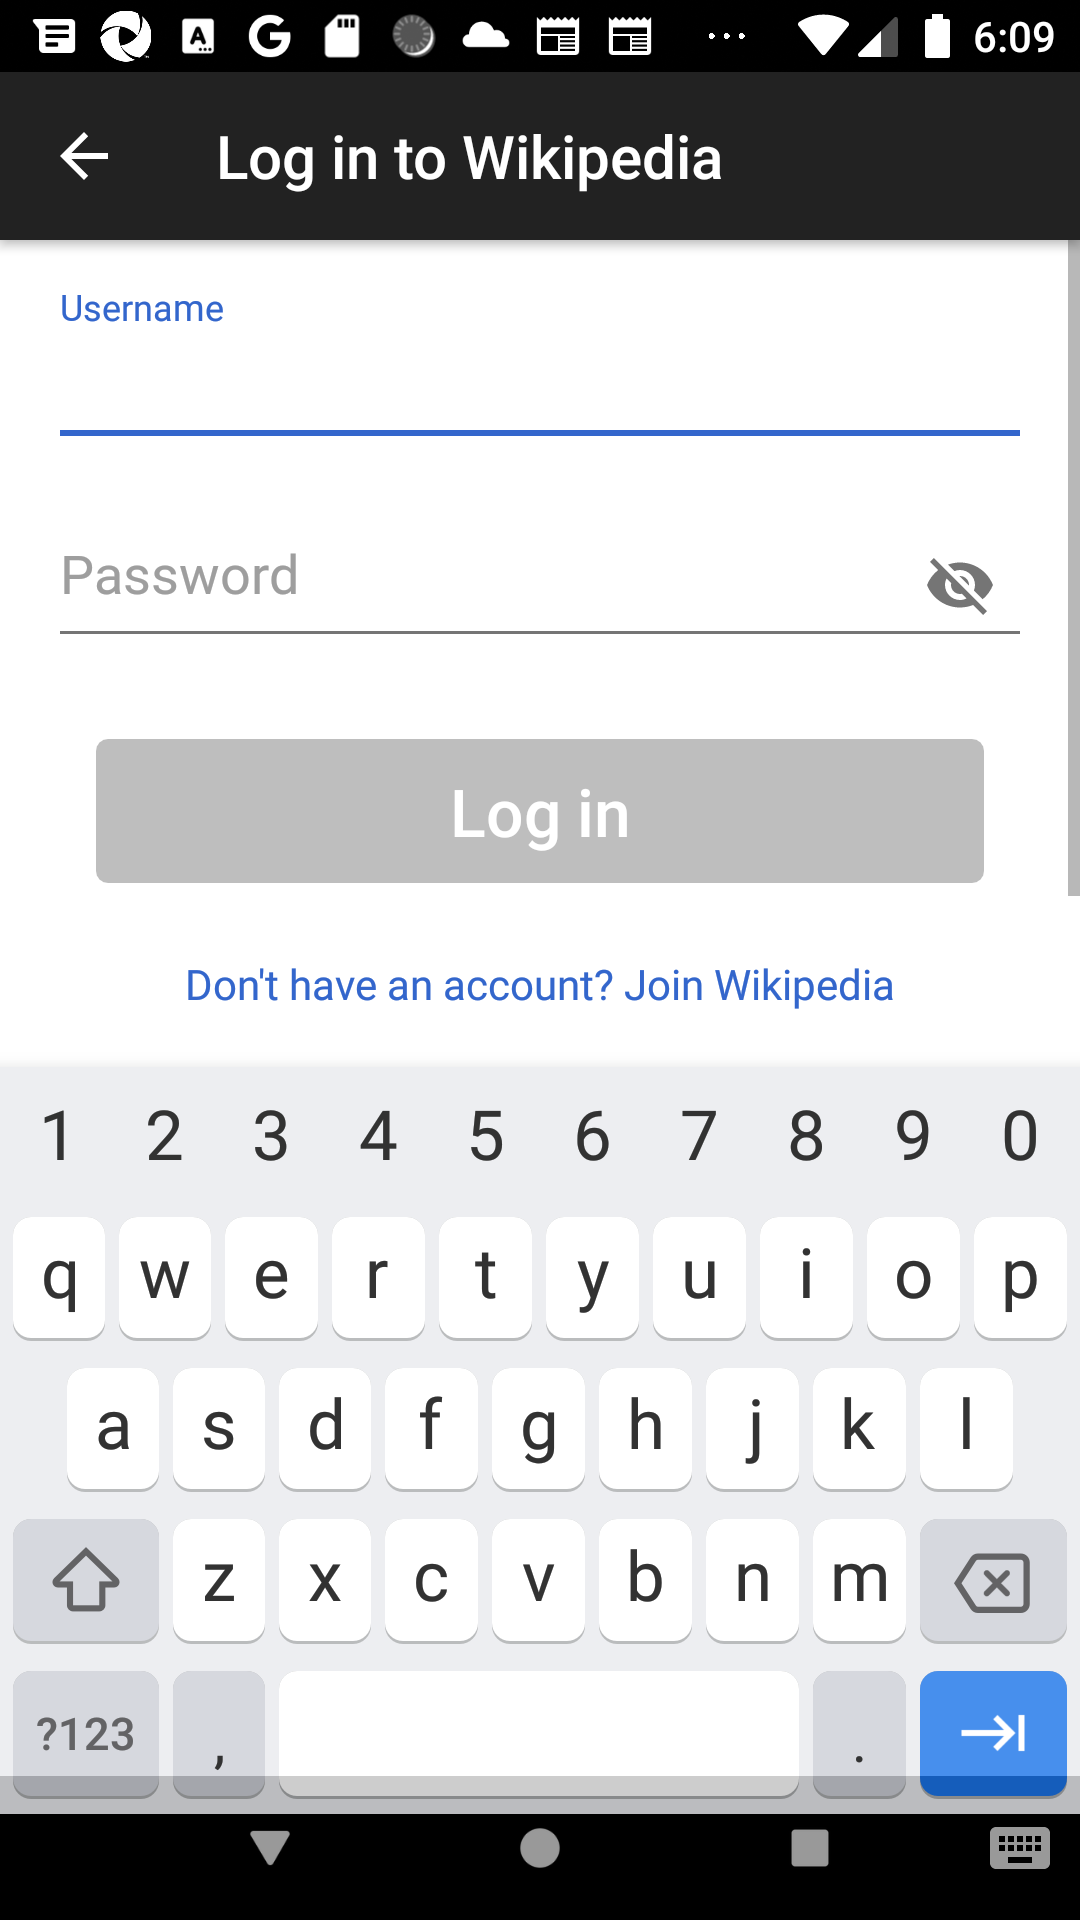 6:09
Log in to Wikipedia
Username
Password
Log in
Don't have an account? Join Wikipedia
1 2 3 4 5 6 7 8 9 0
q w e r t y u i o p
a s d f g h j k l
z x c v b n m
?123 , .